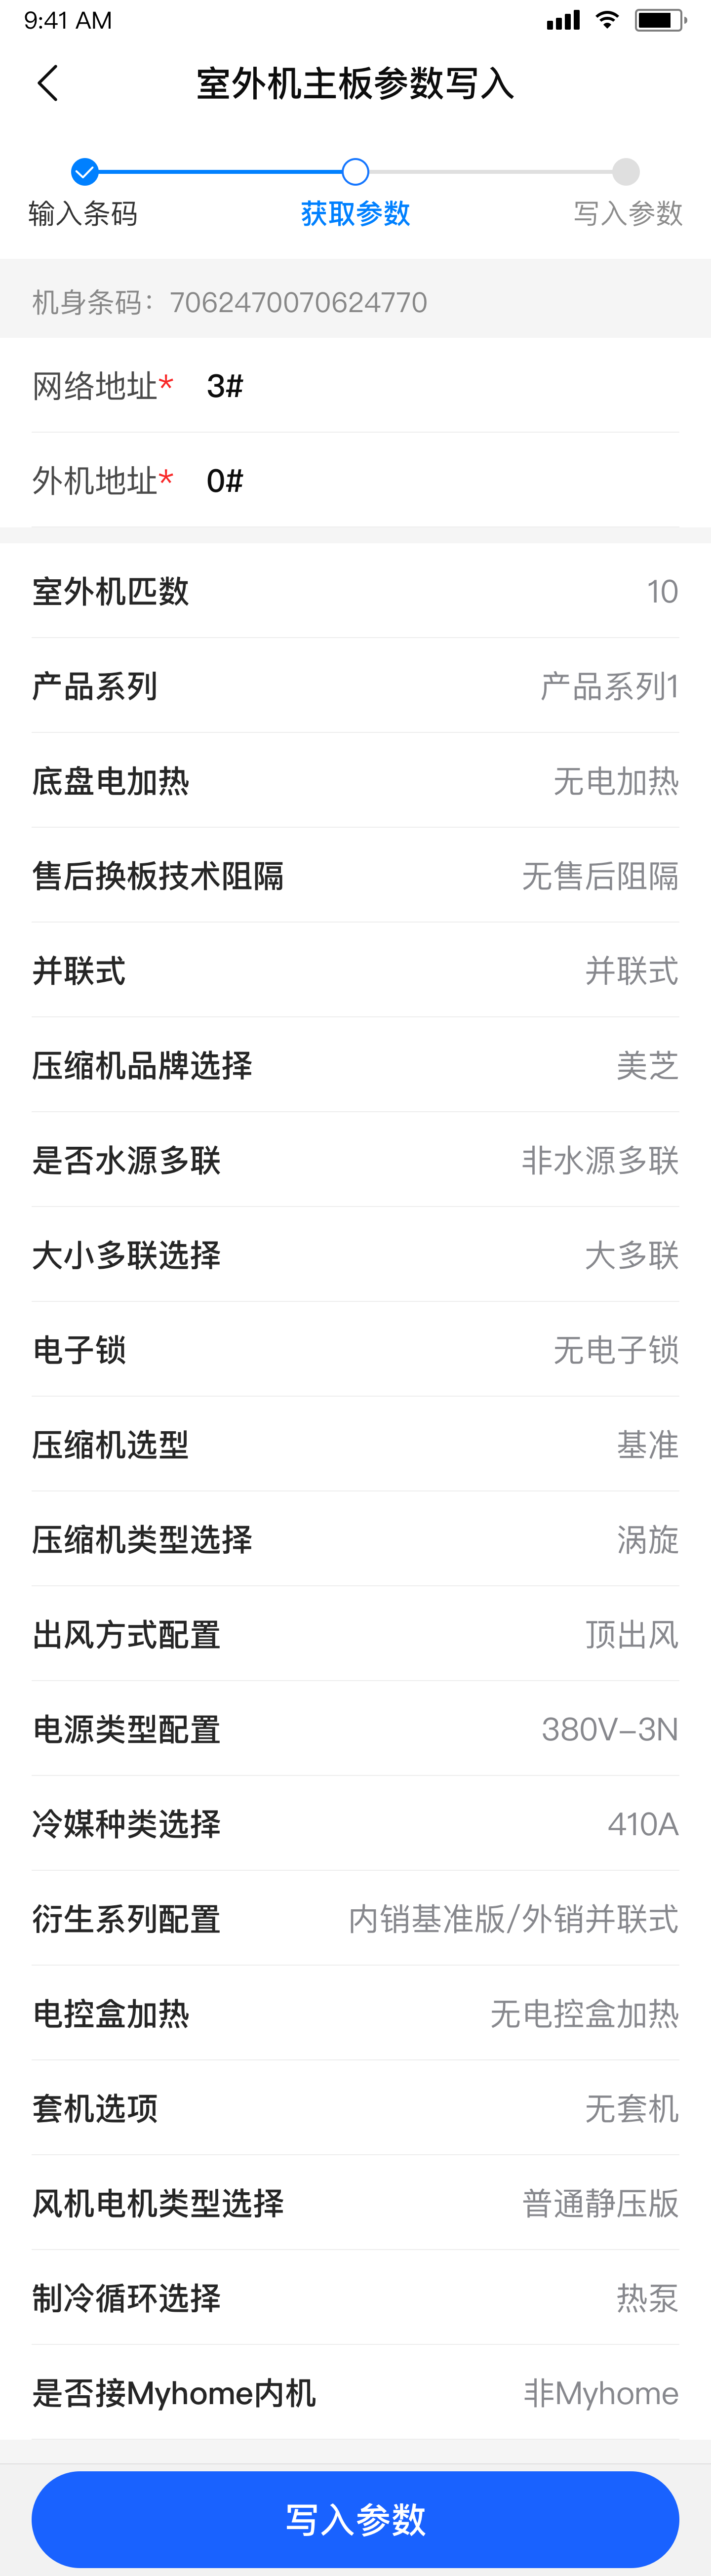 9:41 AM
室外机主板参数写入
输入条码 获取参数 写入参数
机身条码：7062470070624770
网络地址* 3#
外机地址* 0#
室外机匹数 10
产品系列 产品系列1
底盘电加热 无电加热
售后换板技术阻隔 无售后阻隔
并联式 并联式
压缩机品牌选择 美芝
是否水源多联 非水源多联
大小多联选择 大多联
电子锁 无电子锁
压缩机选型 基准
压缩机类型选择 涡旋
出风方式配置 顶出风
电源类型配置 380V-3N
冷媒种类选择 410A
衍生系列配置 内销基准版/外销并联式
电控盒加热 无电控盒加热
套机选项 无套机
风机电机类型选择 普通静压版
制冷循环选择 热泵
是否接Myhome内机 非Myhome
写入参数